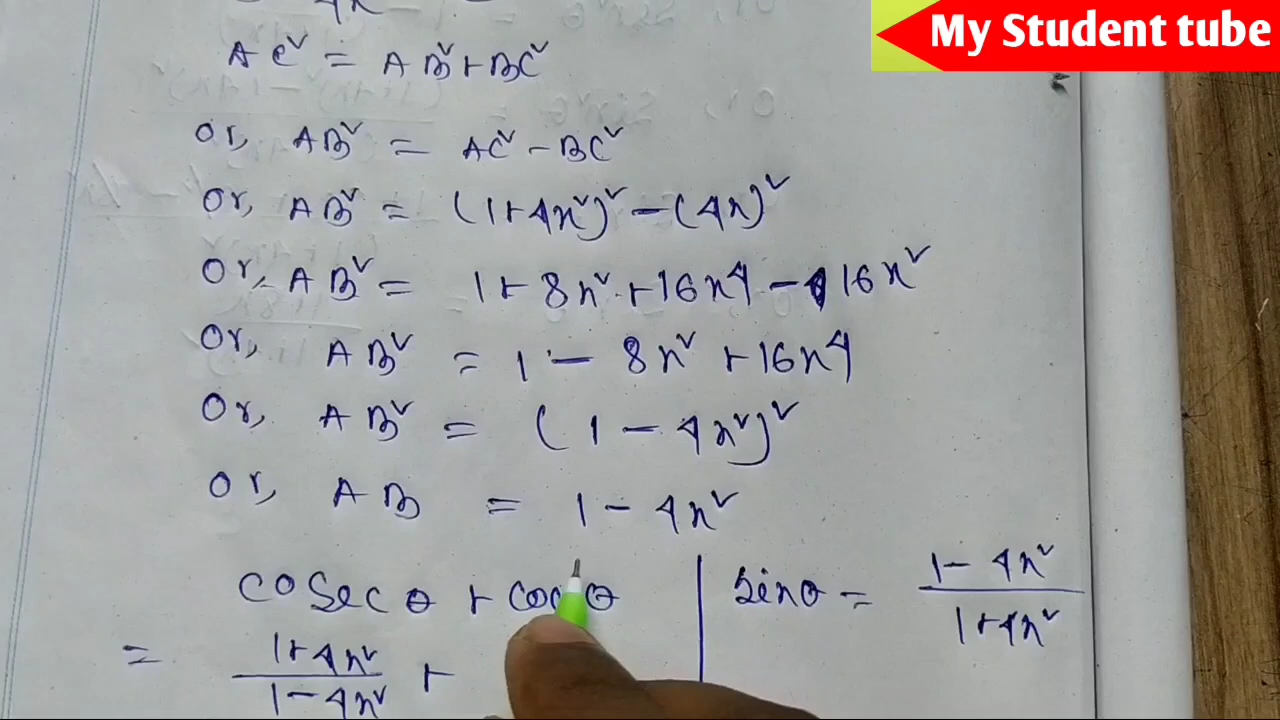 My Student tube
4x
AC² = AB²+BC²
Or, AB² = AC² - BC²
Or, AB² = (1+4x²)² - (4x)²
Or, AB² = 1+8x²+16x4 - 16x²
Or, AB² = 1 - 8x² + 16x4
Or, AB² = (1 - 4x²)²
Or, AB = 1 - 4x²
cosec θ +
= 1+4x²
1-4x²
+
sinθ =
1-4x²
1+4x²